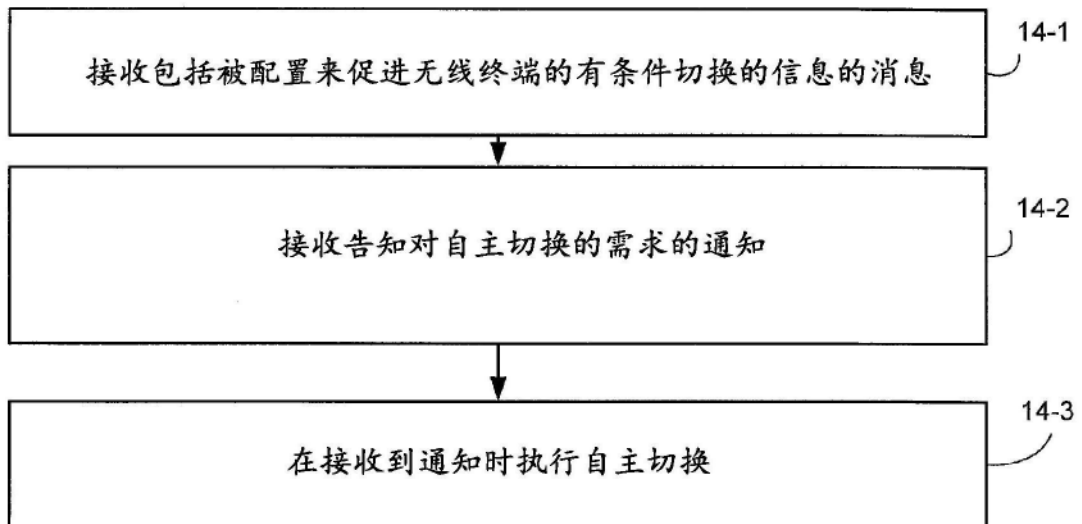 14-1
接收包括被配置来促进无线终端的有条件切换的信息的消息
14-2
接收告知对自主切换的需求的通知
14-3
在接收到通知时执行自主切换